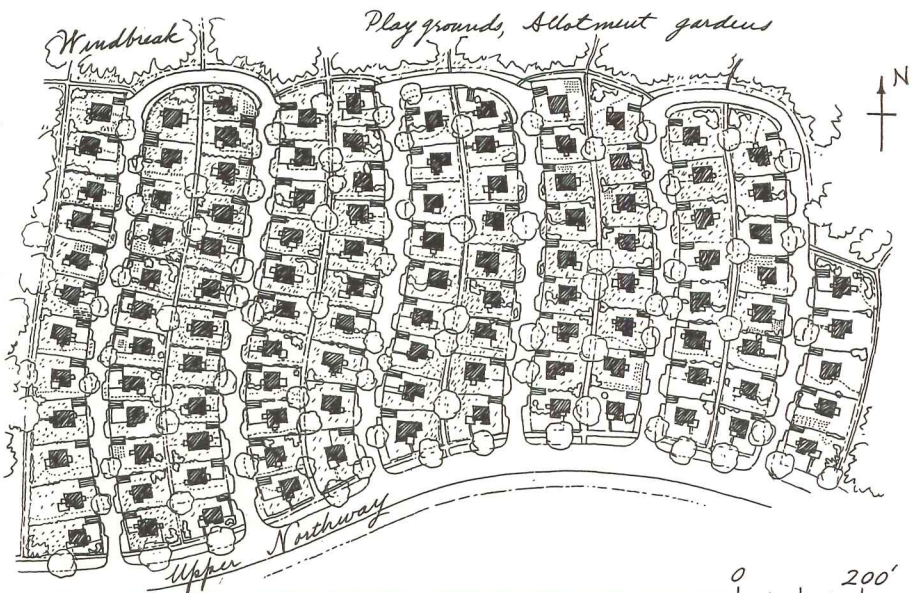 Windbreak
Playgrounds, Allotment gardens
N
Upper Northway
0 200'